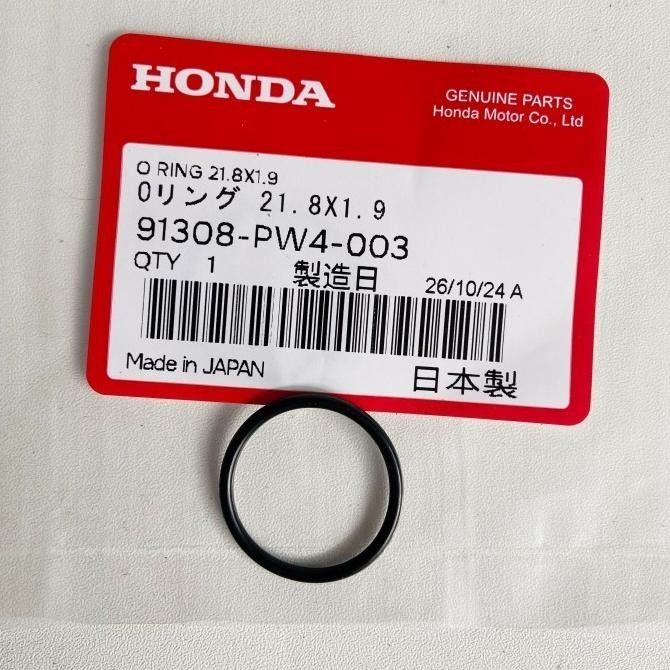 HONDA
GENUINE PARTS
Honda Motor Co., Ltd
O RING 21.8X1.9
Oリング 21.8X1.9
91308-PW4-003
QTY 1 製造日 26/10/24 A
Made in JAPAN 日本製